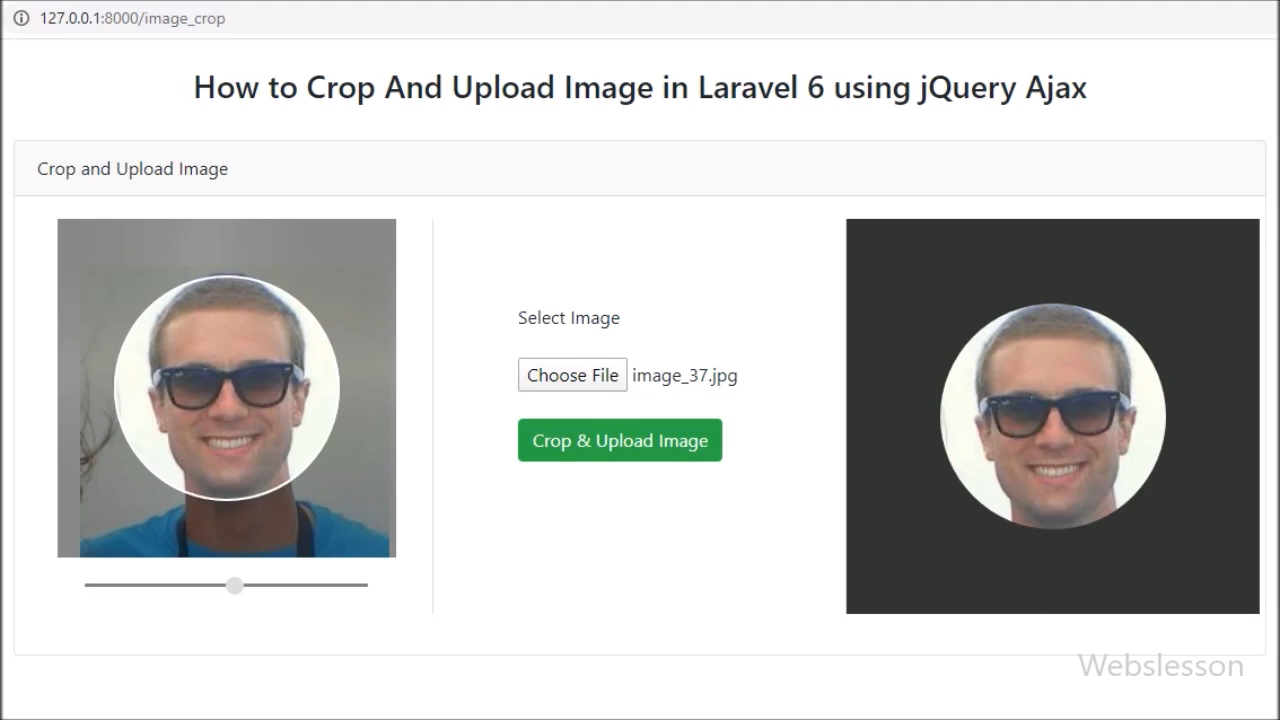 127.0.0.1:8000/image_crop
How to Crop And Upload Image in Laravel 6 using jQuery Ajax
Crop and Upload Image
Select Image
Choose File image_37.jpg
Crop & Upload Image
Webslesson